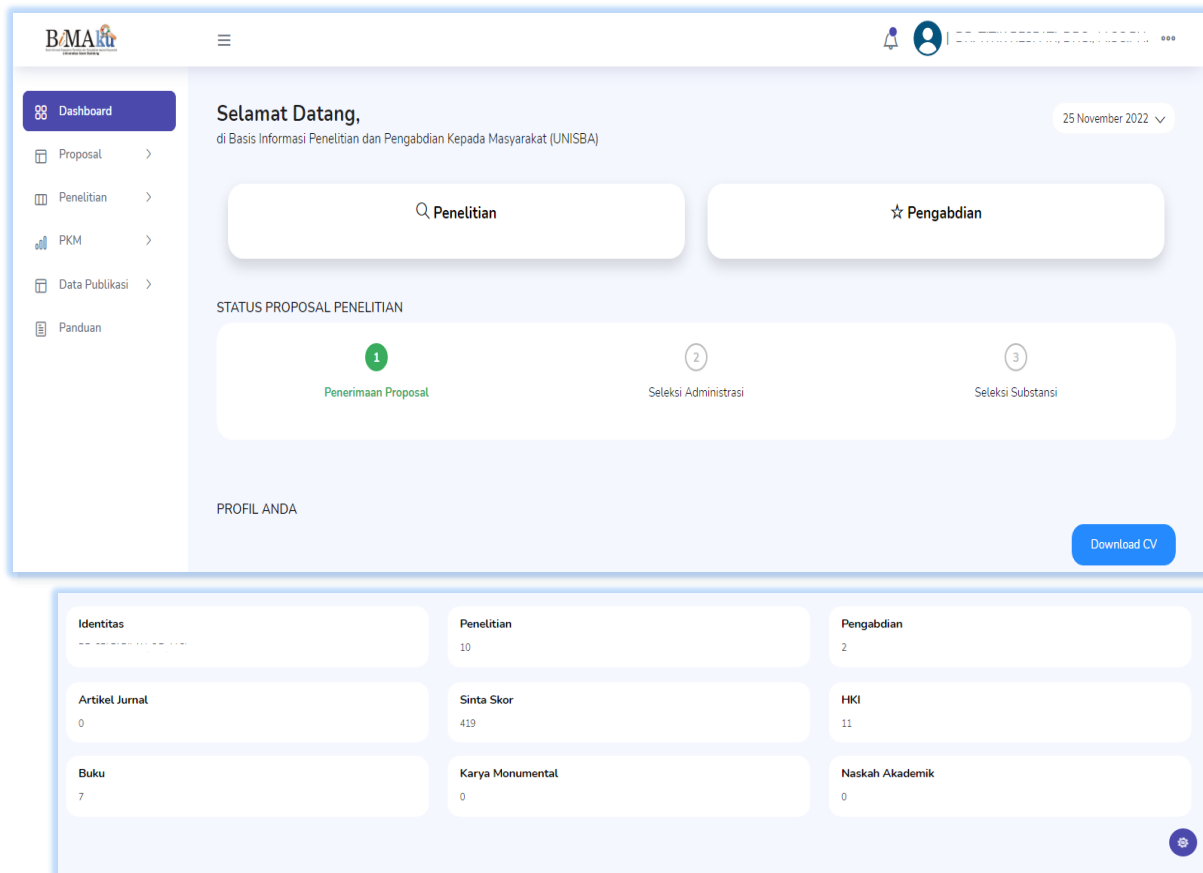 BiMAku
Dashboard
Proposal
Penelitian
PKM
Data Publikasi
Panduan
Selamat Datang,
di Basis Informasi Penelitian dan Pengabdian Kepada Masyarakat (UNISBA)
25 November 2022
Penelitian
Pengabdian
STATUS PROPOSAL PENELITIAN
1
Penerimaan Proposal
2
Seleksi Administrasi
3
Seleksi Substansi
PROFIL ANDA
Download CV
Identitas
Penelitian
10
Pengabdian
2
Artikel Jurnal
0
Sinta Skor
419
HKI
11
Buku
7
Karya Monumental
0
Naskah Akademik
0